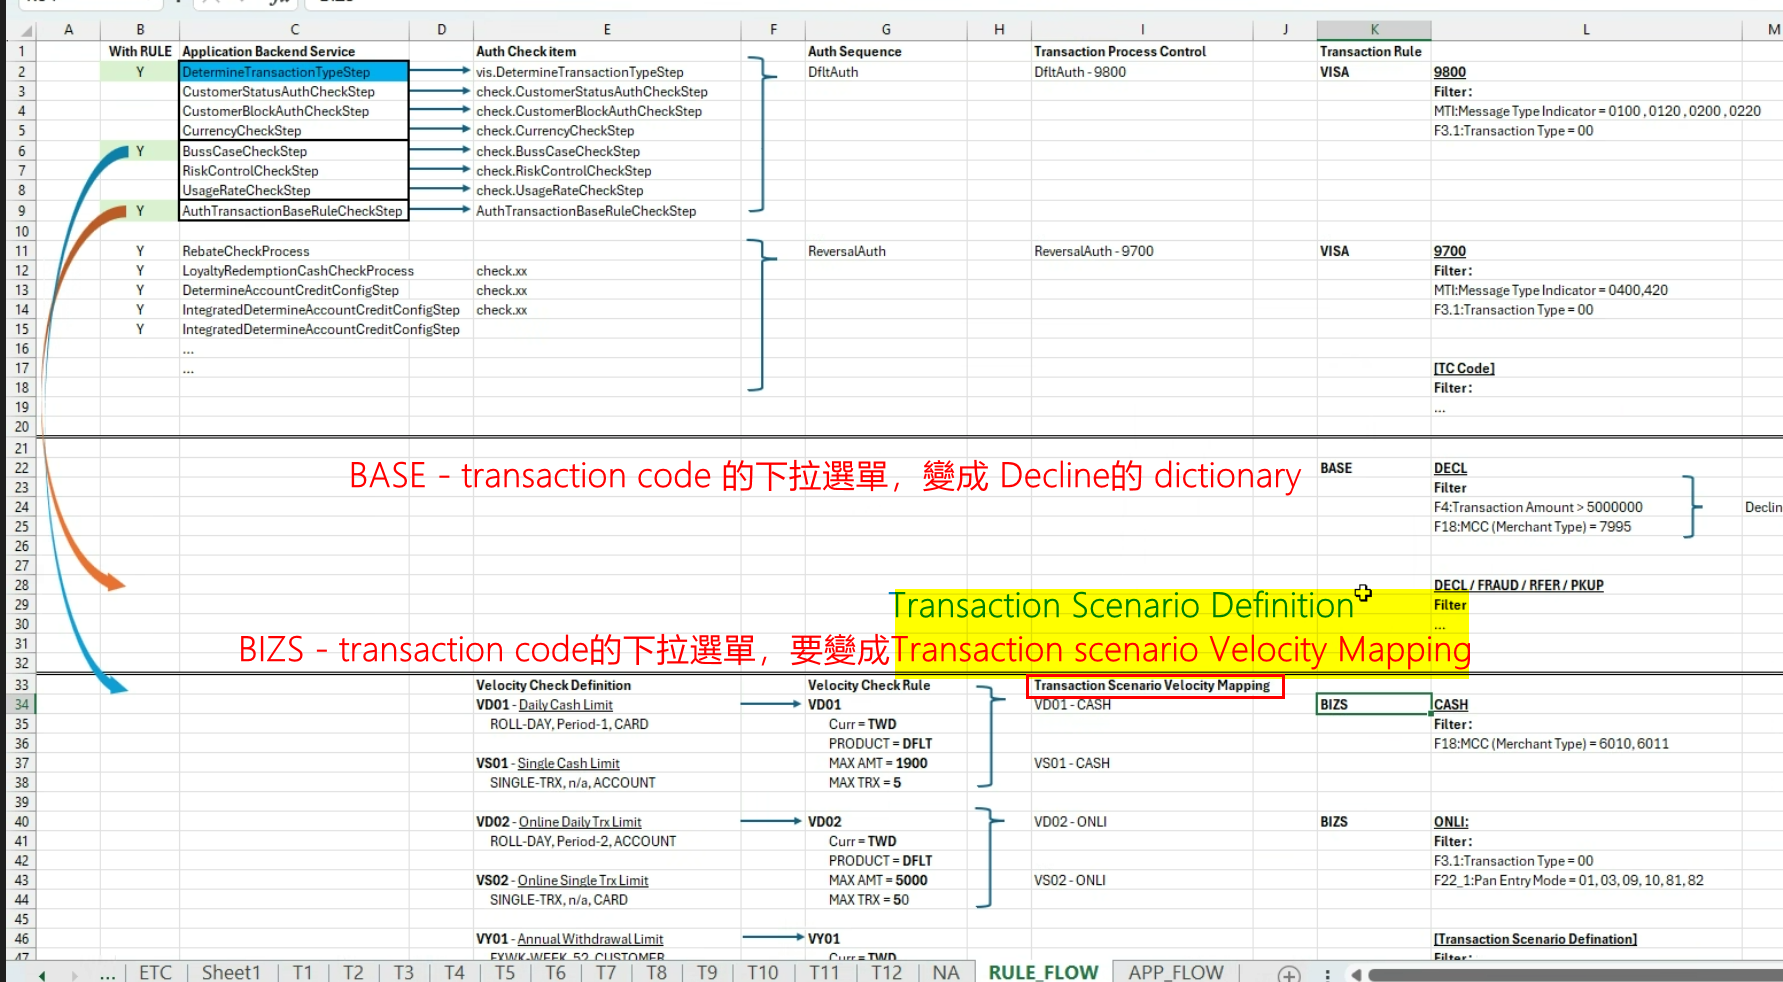 A B C D E F G H I J K L M
1 With RULE Application Backend Service Auth Check item Auth Sequence Transaction Process Control Transaction Rule
2 Y DetermineTransactionTypeStep vis.DetermineTransactionTypeStep DfltAuth DfltAuth - 9800 VISA 9800
3 CustomerStatusAuthCheckStep check.CustomerStatusAuthCheckStep Filter :
4 CustomerBlockAuthCheckStep check.CustomerBlockAuthCheckStep MTI:Message Type Indicator = 0100 , 0120 , 0200 , 0220
5 CurrencyCheckStep check.CurrencyCheckStep F3.1:Transaction Type = 00
6 Y BussCaseCheckStep check.BussCaseCheckStep
7 RiskControlCheckStep check.RiskControlCheckStep
8 UsageRateCheckStep check.UsageRateCheckStep
9 Y AuthTransactionBaseRuleCheckStep AuthTransactionBaseRuleCheckStep
10
11 Y RebateCheckProcess ReversalAuth ReversalAuth - 9700 VISA 9700
12 Y LoyaltyRedemptionCashCheckProcess check.xx Filter :
13 Y DetermineAccountCreditConfigStep check.xx MTI:Message Type Indicator = 0400,420
14 Y IntegratedDetermineAccountCreditConfigStep check.xx F3.1:Transaction Type = 00
15 Y IntegratedDetermineAccountCreditConfigStep
16 ...
17 ... [TC Code]
18 Filter :
19 ...
20
21
22 BASE DECL
BASE - transaction code 的下拉選單，變成 Decline的 dictionary
23 Filter
24 F4:Transaction Amount > 5000000 Declin
25 F18:MCC (Merchant Type) = 7995
26
27
28 DECL / FRAUD / RFER / PKUP
29 Transaction Scenario Definition Filter
30 ...
31
BIZS - transaction code的下拉選單，要變成Transaction scenario Velocity Mapping
32
33 Velocity Check Definition Velocity Check Rule Transaction Scenario Velocity Mapping
34 VD01 - Daily Cash Limit VD01 VD01 - CASH BIZS CASH
35 ROLL-DAY, Period-1, CARD Curr = TWD Filter :
36 PRODUCT = DFLT F18:MCC (Merchant Type) = 6010, 6011
37 VS01 - Single Cash Limit MAX AMT = 1900 VS01 - CASH
38 SINGLE-TRX, n/a, ACCOUNT MAX TRX = 5
39
40 VD02 - Online Daily Trx Limit VD02 VD02 - ONLI BIZS ONLI:
41 ROLL-DAY, Period-2, ACCOUNT Curr = TWD Filter :
42 PRODUCT = DFLT F3.1:Transaction Type = 00
43 VS02 - Online Single Trx Limit MAX AMT = 5000 VS02 - ONLI F22_1:Pan Entry Mode = 01, 03, 09, 10, 81, 82
44 SINGLE-TRX, n/a, CARD MAX TRX = 50
45
46 VY01 - Annual Withdrawal Limit VY01 [Transaction Scenario Defination]
47 FXWK-WEEK, 52, CUSTOMER Curr = TWD Filter :
... ETC Sheet1 T1 T2 T3 T4 T5 T6 T7 T8 T9 T10 T11 T12 NA RULE_FLOW APP_FLOW